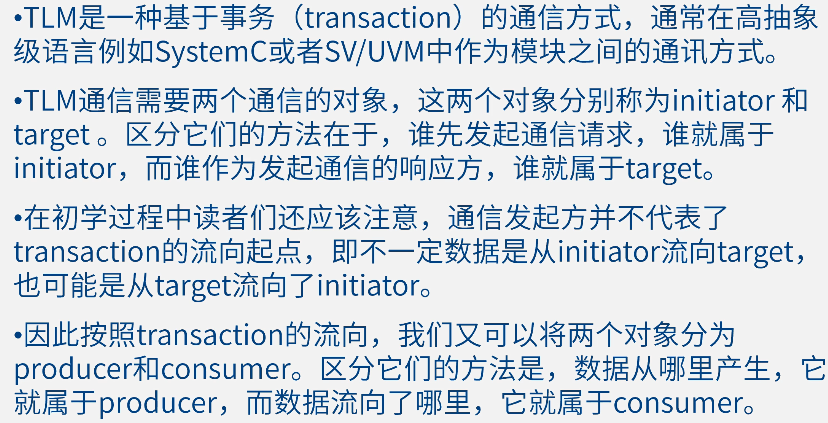 •TLM是一种基于事务（transaction）的通信方式，通常在高抽象
级语言例如SystemC或者SV/UVM中作为模块之间的通讯方式。
•TLM通信需要两个通信的对象，这两个对象分别称为initiator 和
target 。区分它们的方法在于，谁先发起通信请求，谁就属于
initiator，而谁作为发起通信的响应方，谁就属于target。
•在初学过程中读者们还应该注意，通信发起方并不代表了
transaction的流向起点，即不一定数据是从initiator流向target，
也可能是从target流向了initiator。
•因此按照transaction的流向，我们又可以将两个对象分为
producer和consumer。区分它们的方法是，数据从哪里产生，它
就属于producer，而数据流向了哪里，它就属于consumer。